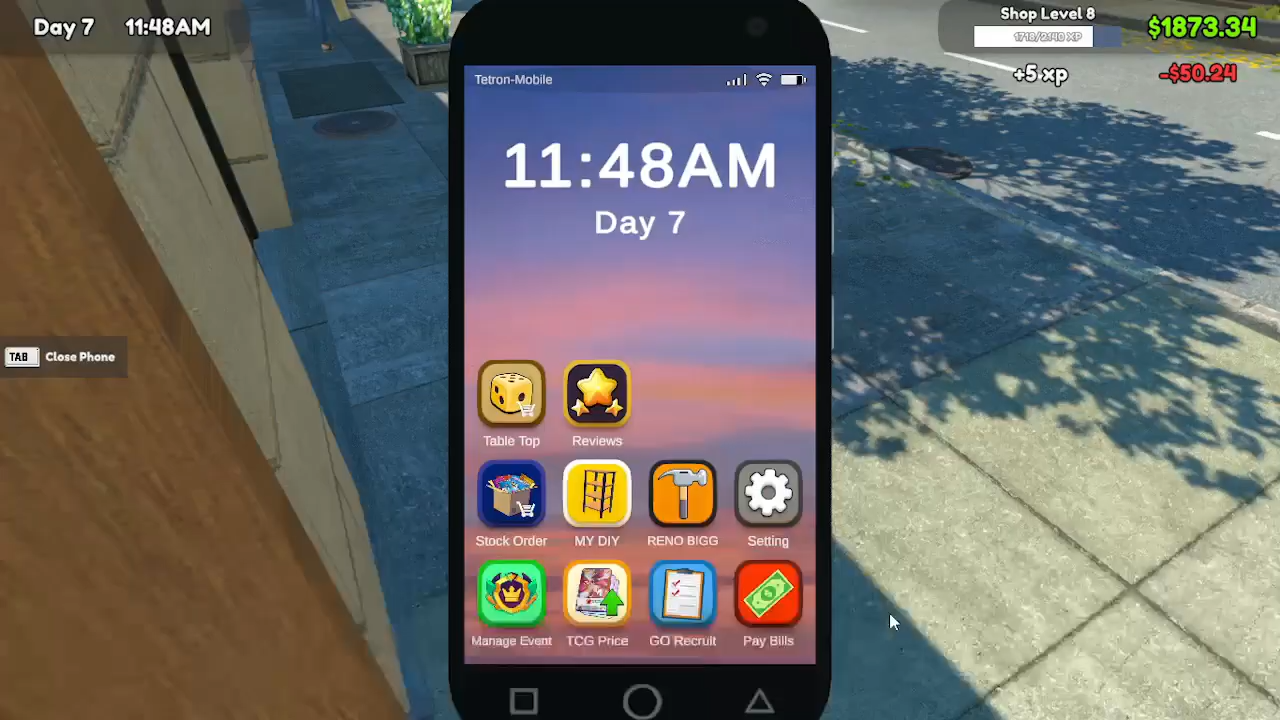 Day 7 11:48AM
Shop Level 8
$1873.34
+5 xp
-$50.24
Tetron-Mobile
11:48AM
Day 7
TAB Close Phone
Table Top
Reviews
Stock Order
MY DIY
RENO BIGG
Setting
Manage Event
TCG Price
GO Recruit
Pay Bills